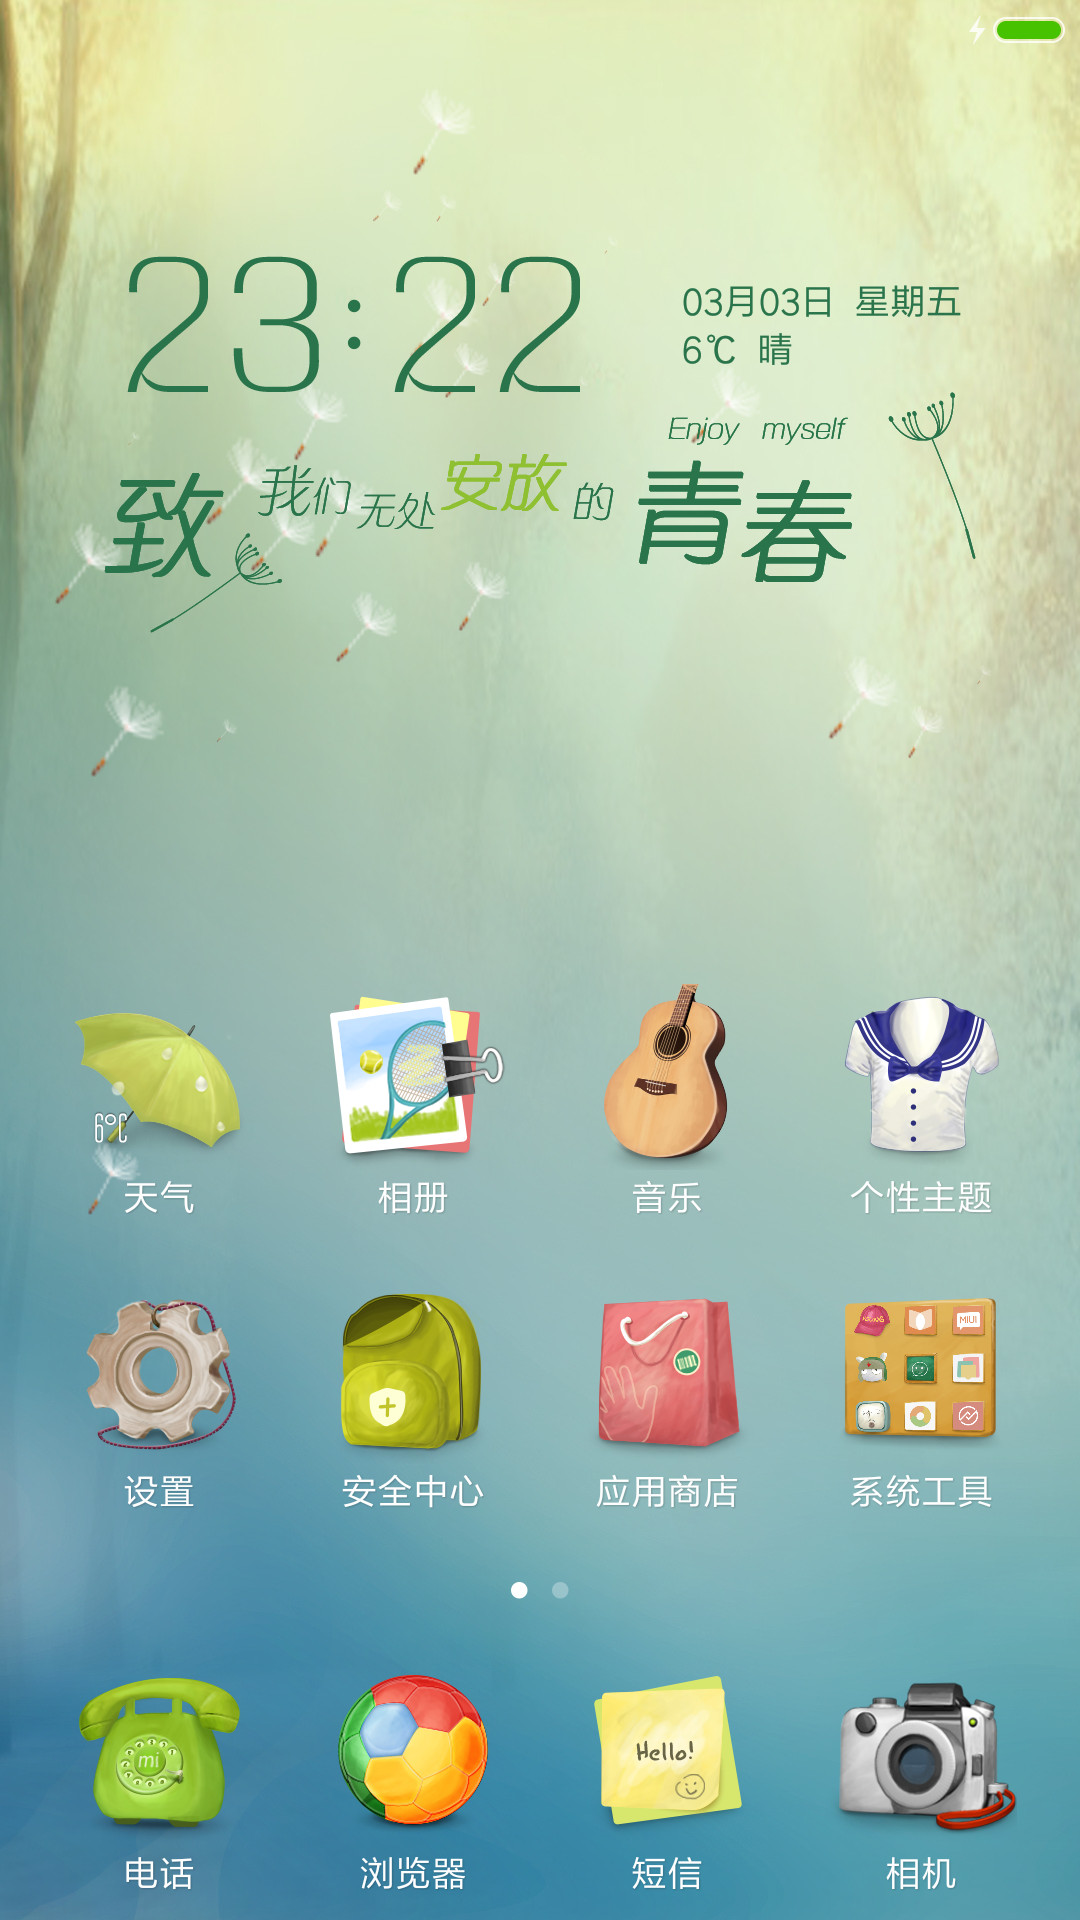 23:22
03月03日 星期五
6℃ 晴
Enjoy myself
致我们无处安放的青春
6℃
天气 相册 音乐 个性主题
MIUI
设置 安全中心 应用商店 系统工具
mi
Hello!
电话 浏览器 短信 相机